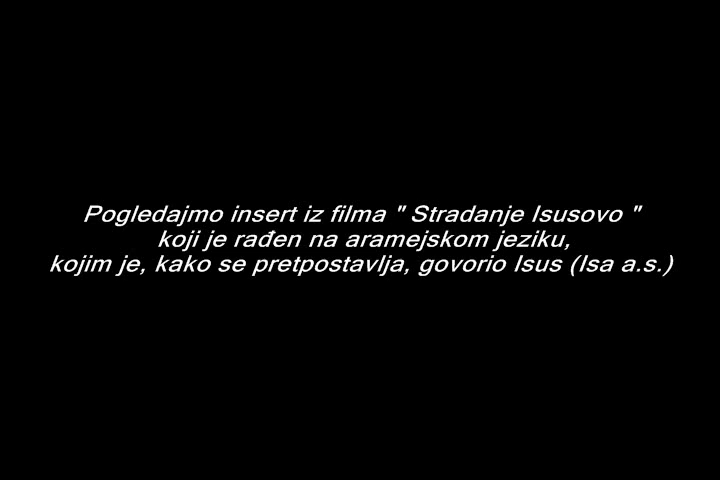 Pogledajmo insert iz filma " Stradanje Isusovo "
koji je rađen na aramejskom jeziku,
kojim je, kako se pretpostavlja, govorio Isus (Isa a.s.)